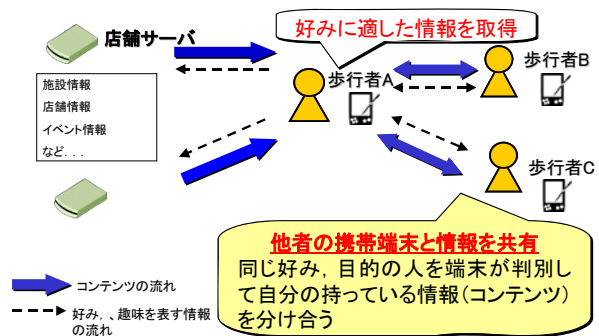 店舗サーバ
好みに適した情報を取得
施設情報
店舗情報
イベント情報
など．．．
歩行者A
歩行者B
歩行者C
他者の携帯端末と情報を共有
同じ好み，目的の人を端末が判別し
て自分の持っている情報（コンテンツ）
を分け合う
コンテンツの流れ
好み，、趣味を表す情報
の流れ